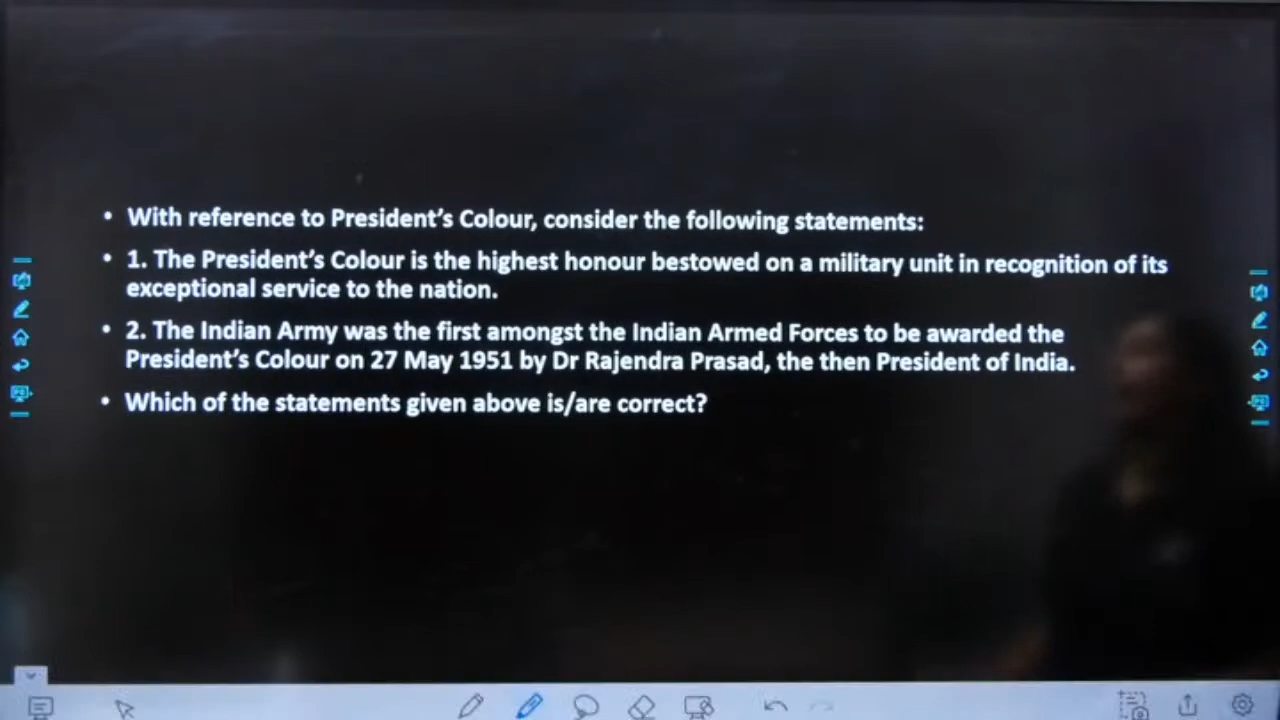 • With reference to President's Colour, consider the following statements:
• 1. The President's Colour is the highest honour bestowed on a military unit in recognition of its
exceptional service to the nation.
• 2. The Indian Army was the first amongst the Indian Armed Forces to be awarded the
President's Colour on 27 May 1951 by Dr Rajendra Prasad, the then President of India.
• Which of the statements given above is/are correct?